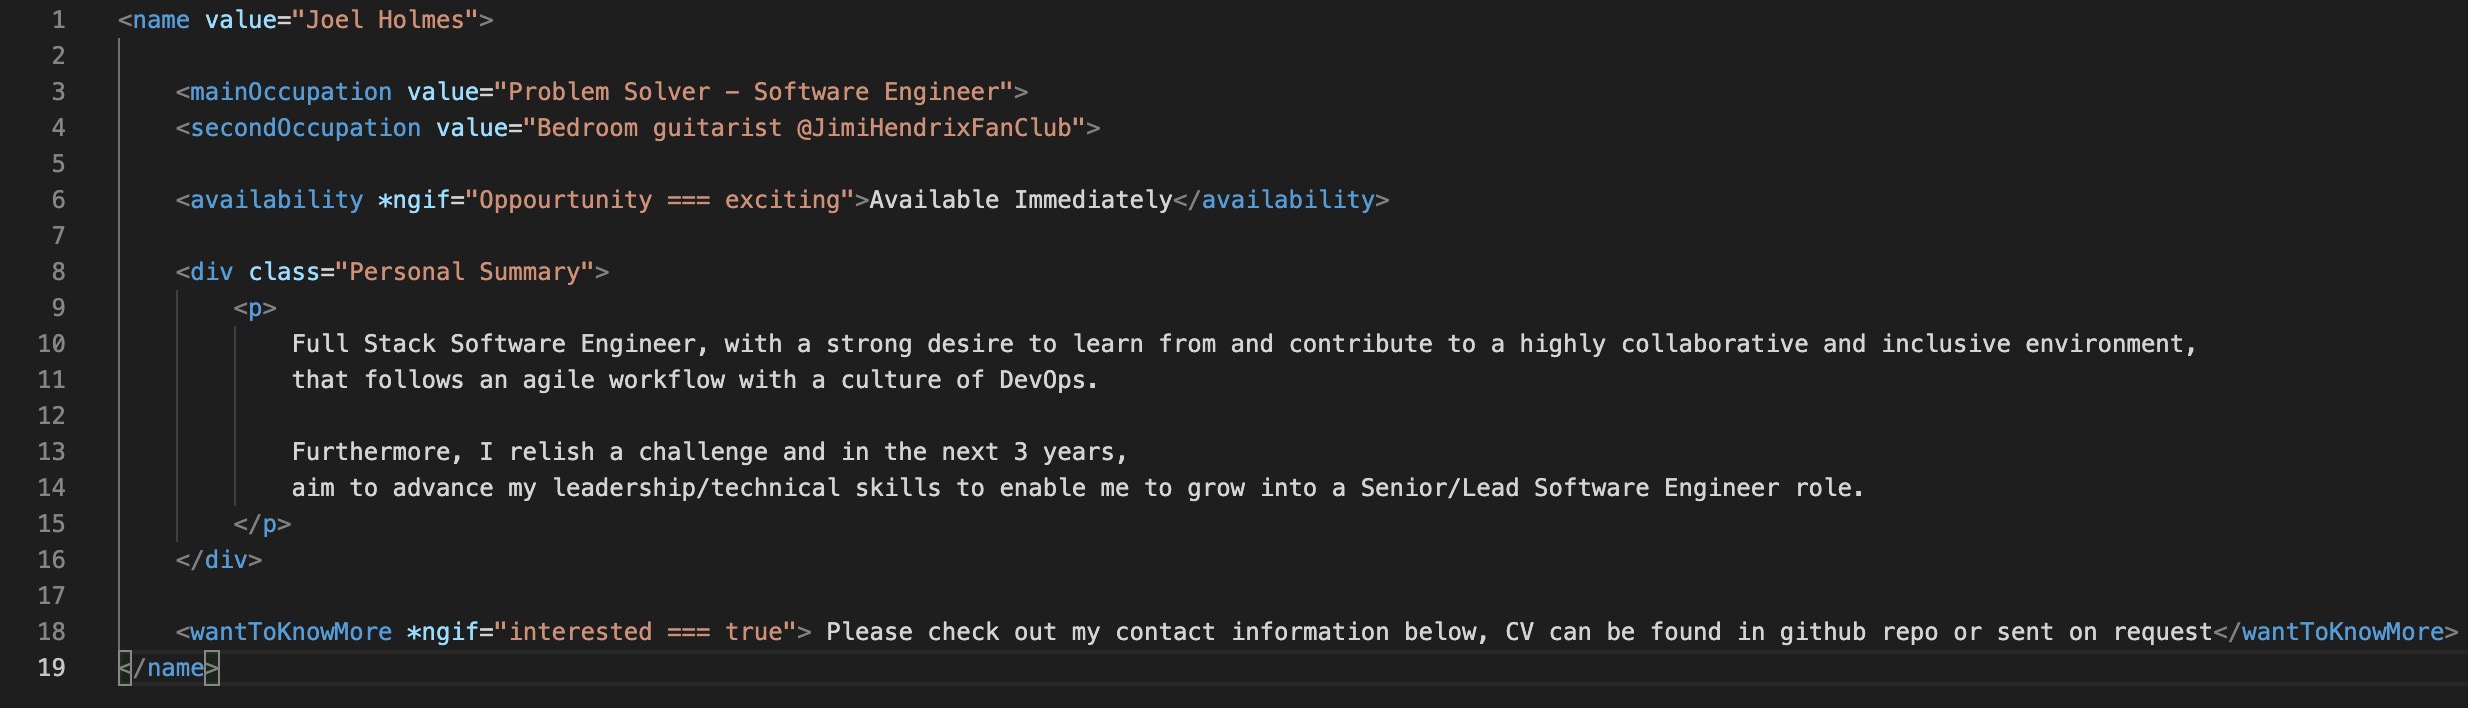 1 <name value="Joel Holmes">
2
3 <mainOccupation value="Problem Solver – Software Engineer">
4 <secondOccupation value="Bedroom guitarist @JimiHendrixFanClub">
5
6 <availability *ngif="Oppourtunity === exciting">Available Immediately</availability>
7
8 <div class="Personal Summary">
9 <p>
10 Full Stack Software Engineer, with a strong desire to learn from and contribute to a highly collaborative and inclusive environment,
11 that follows an agile workflow with a culture of DevOps.
12
13 Furthermore, I relish a challenge and in the next 3 years,
14 aim to advance my leadership/technical skills to enable me to grow into a Senior/Lead Software Engineer role.
15 </p>
16 </div>
17
18 <wantToKnowMore *ngif="interested === true"> Please check out my contact information below, CV can be found in github repo or sent on request</wantToKnowMore>
19 </name>